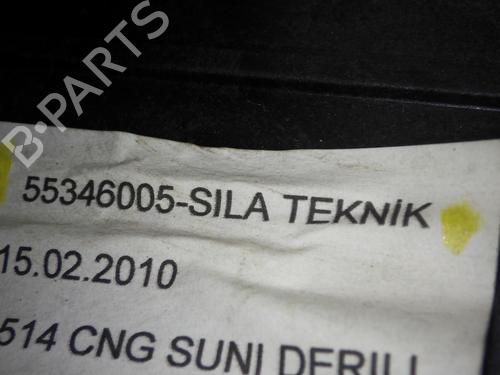 B·PARTS
55346005-SILA TEKNİK
15.02.2010
514 CNG SUNI DERILI